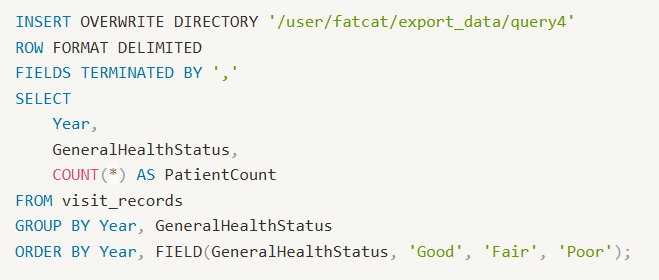 INSERT OVERWRITE DIRECTORY '/user/fatcat/export_data/query4'
ROW FORMAT DELIMITED
FIELDS TERMINATED BY ','
SELECT
    Year,
    GeneralHealthStatus,
    COUNT(*) AS PatientCount
FROM visit_records
GROUP BY Year, GeneralHealthStatus
ORDER BY Year, FIELD(GeneralHealthStatus, 'Good', 'Fair', 'Poor');